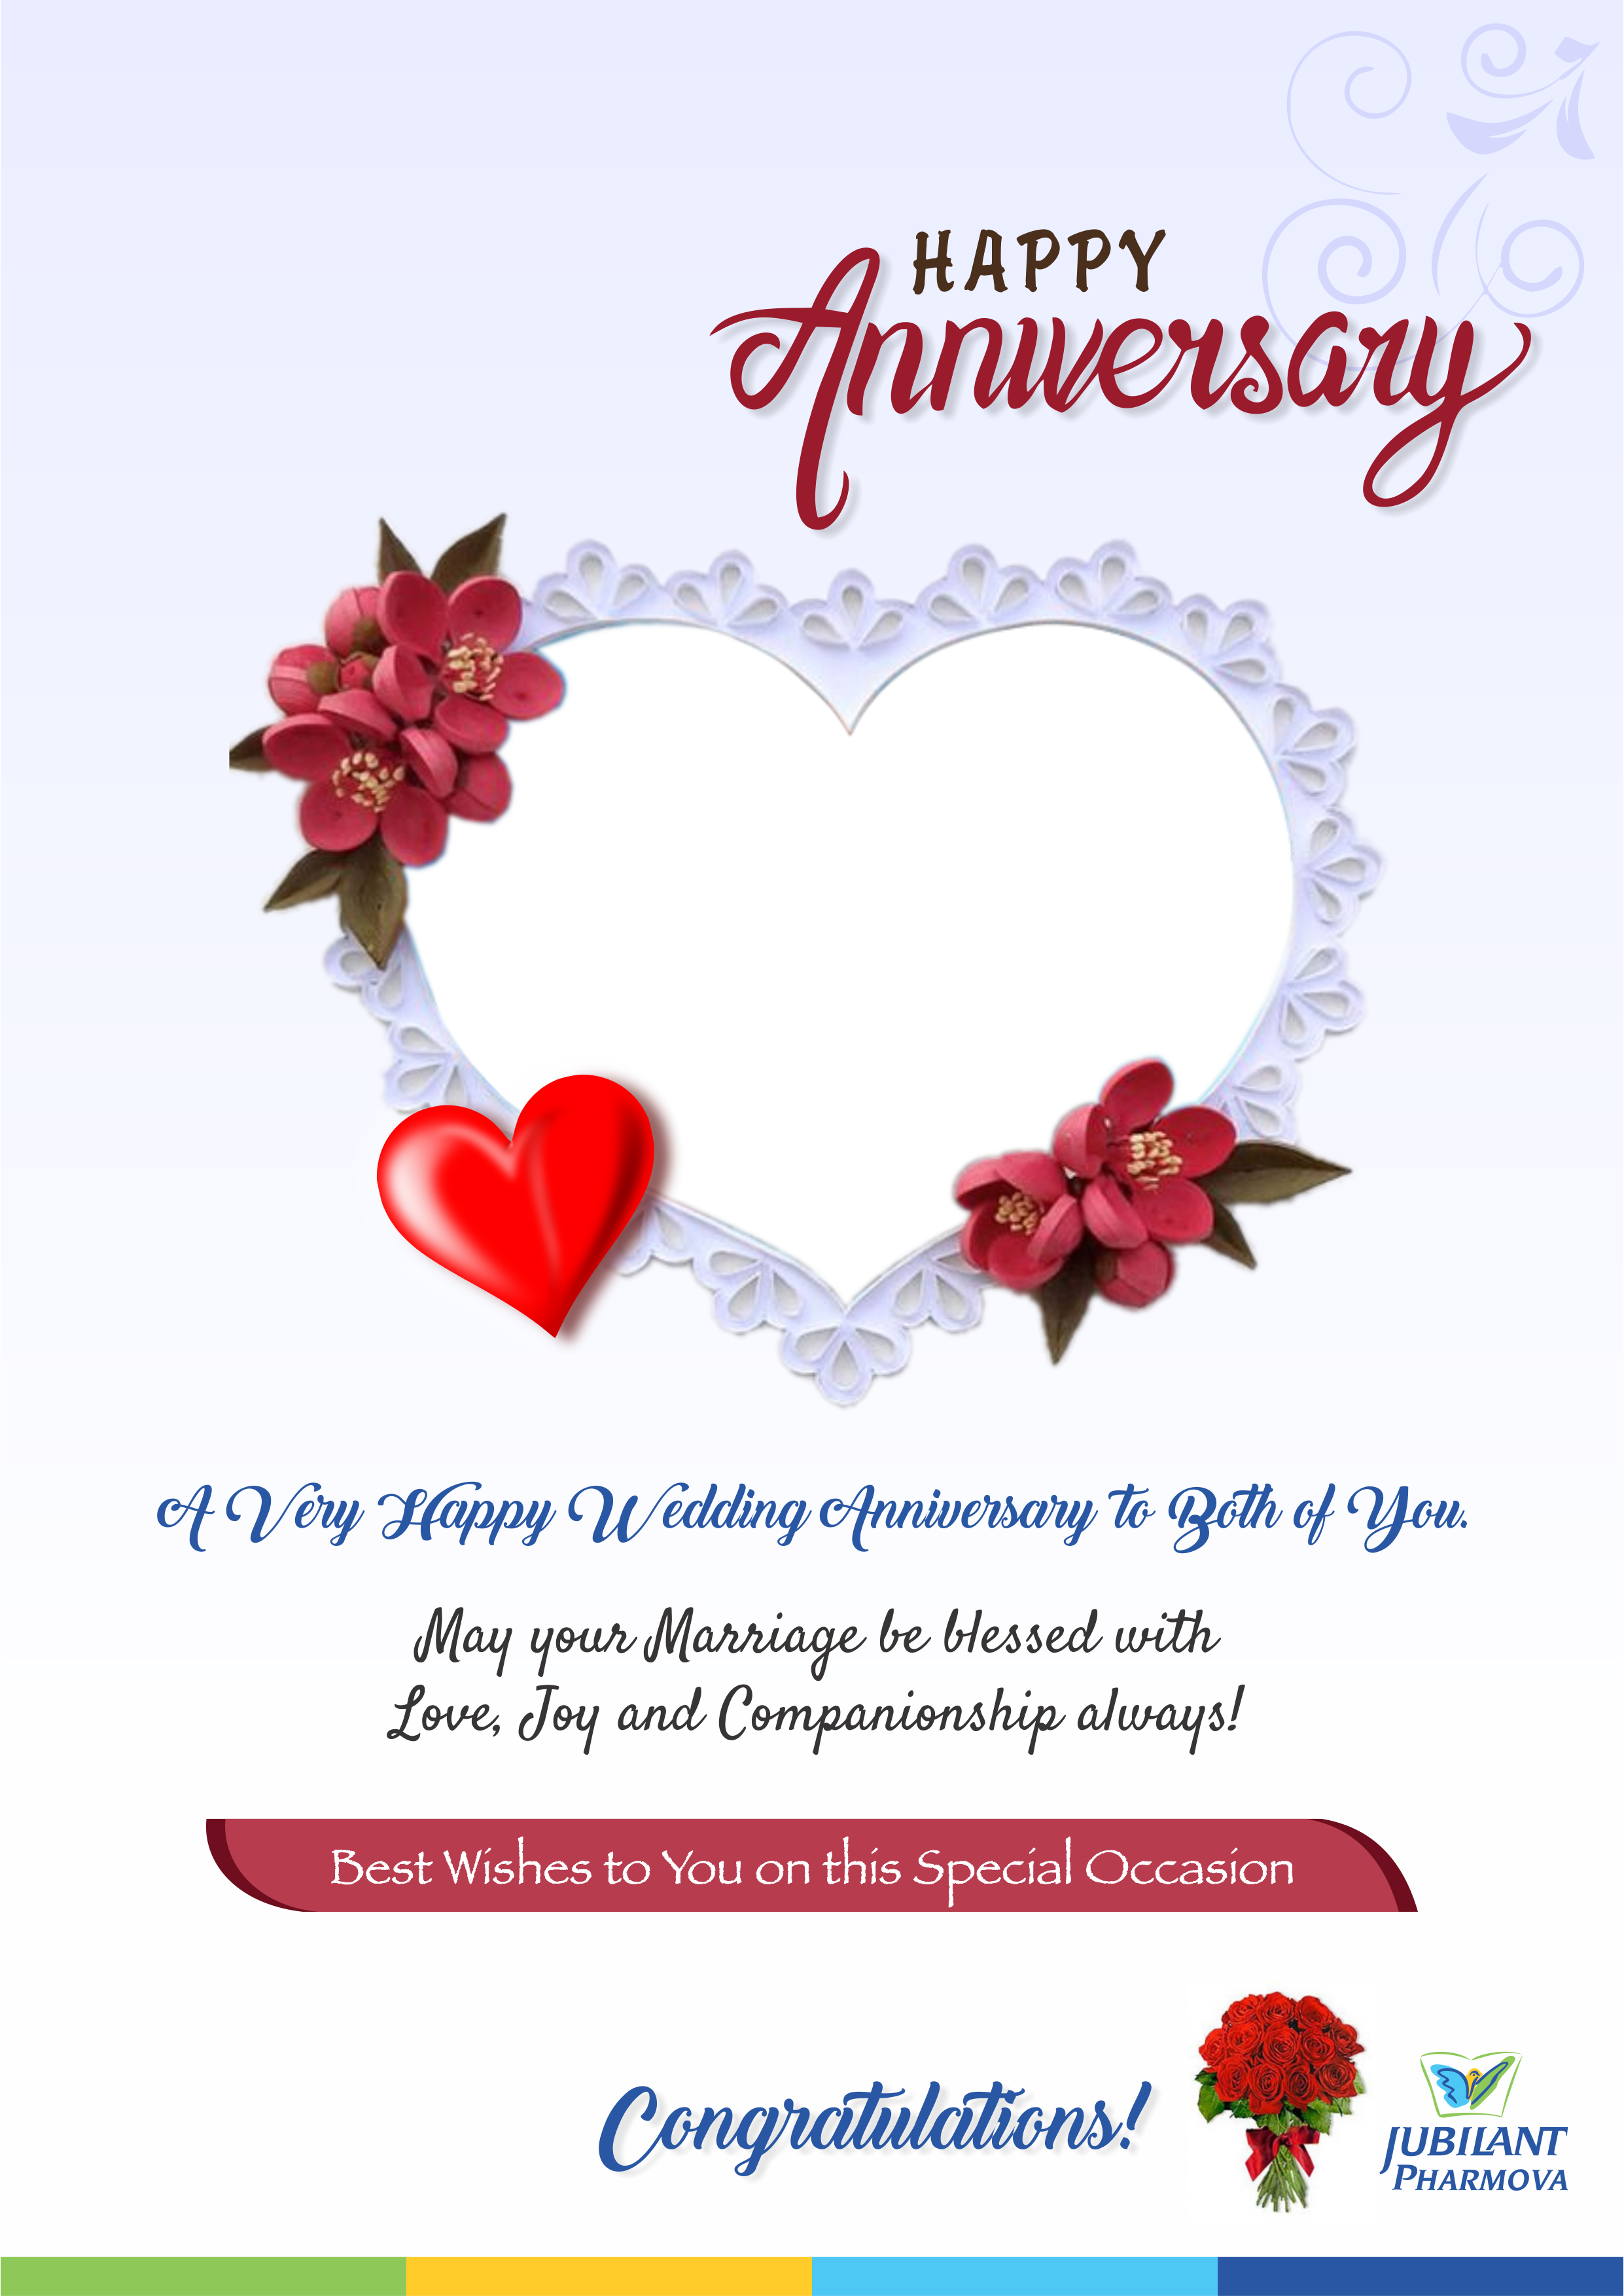 HAPPY
Anniversary
A Very Happy Wedding Anniversary to Both of You.
May your Marriage be blessed with
Love, Joy and Companionship always!
Best Wishes to You on this Special Occasion
Congratulations!
JUBILANT
PHARMOVA